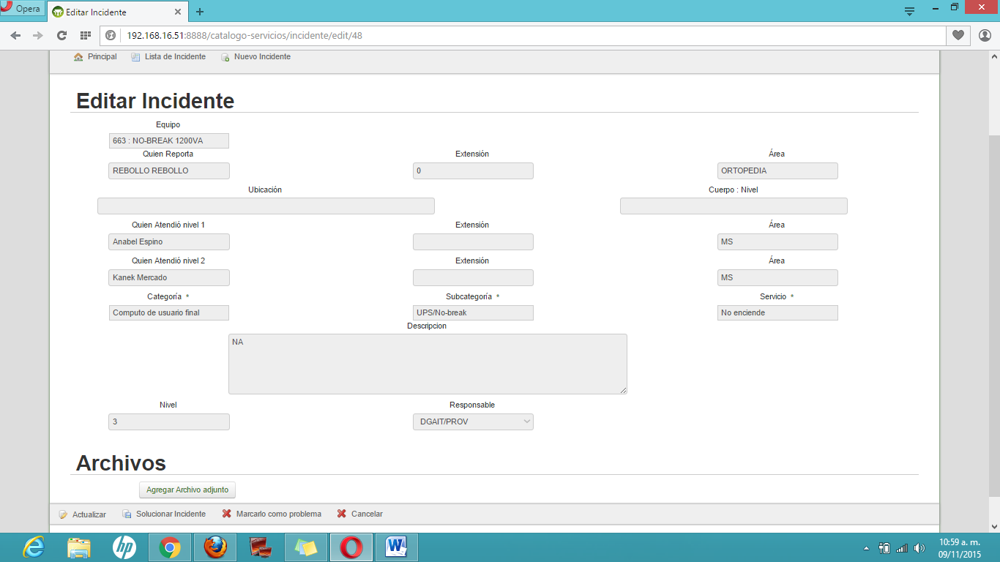 Opera
Editar Incidente
192.168.16.51:8888/catalogo-servicios/incidente/edit/48
Principal Lista de Incidente Nuevo Incidente
Editar Incidente
Equipo
663 : NO-BREAK 1200VA
Quien Reporta Extensión Área
REBOLLO REBOLLO 0 ORTOPEDIA
Ubicación Cuerpo : Nivel
Quien Atendió nivel 1 Extensión Área
Anabel Espino MS
Quien Atendió nivel 2 Extensión Área
Kanek Mercado MS
Categoría * Subcategoría * Servicio *
Computo de usuario final UPS/No-break No enciende
Descripcion
NA
Nivel Responsable
3 DGAIT/PROV
Archivos
Agregar Archivo adjunto
Actualizar Solucionar Incidente Marcarlo como problema Cancelar
10:59 a. m.
09/11/2015